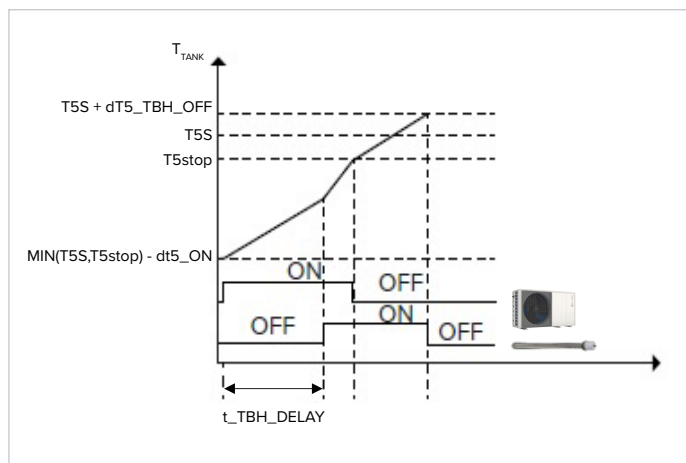 T_TANK
T5S + dT5_TBH_OFF
T5S
T5stop
MIN(T5S,T5stop) - dt5_ON
ON
OFF
OFF
ON
OFF
t_TBH_DELAY